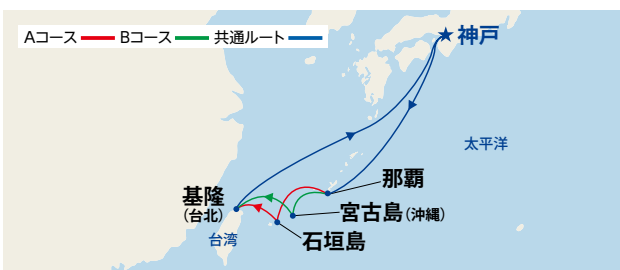 Aコース Bコース 共通ルート
神戸
太平洋
那覇
基隆
(台北)
宮古島(沖縄)
台湾
石垣島